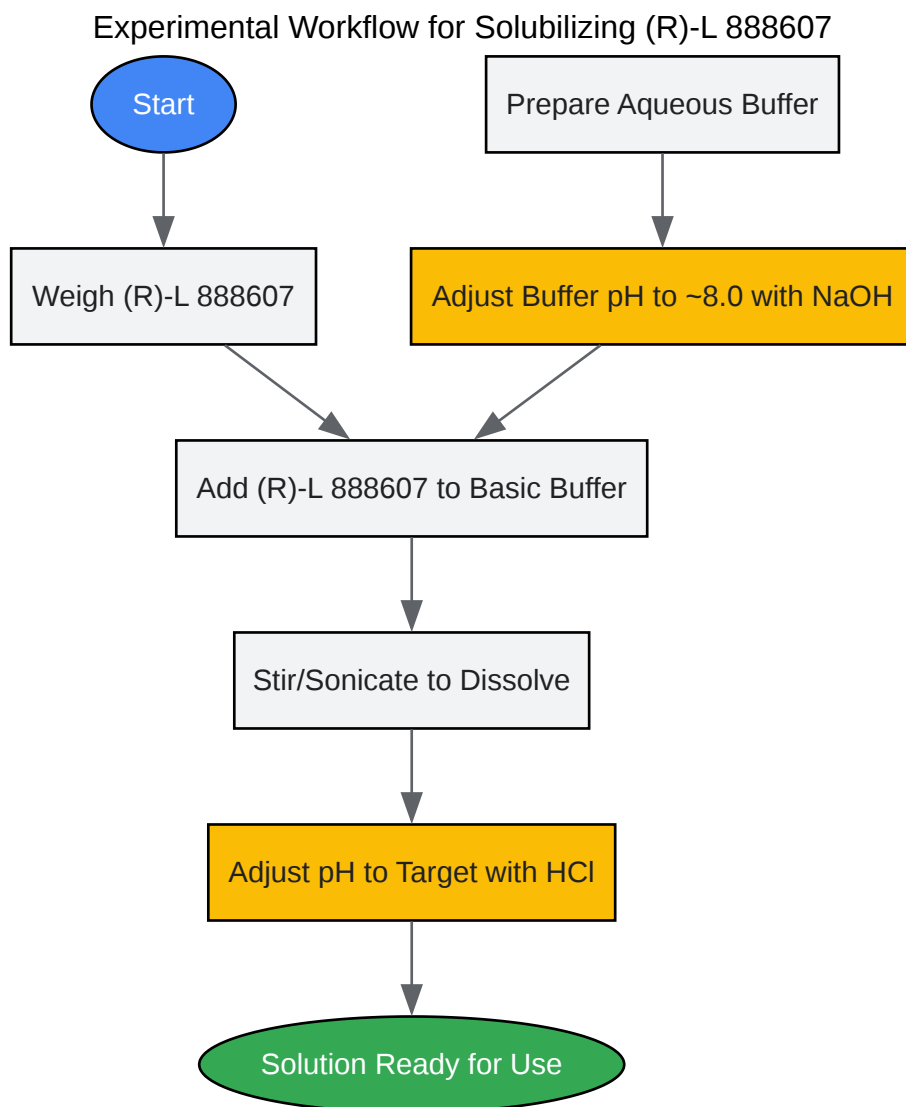 Experimental Workflow for Solubilizing (R)-L 888607
Start
Prepare Aqueous Buffer
Weigh (R)-L 888607
Adjust Buffer pH to ~8.0 with NaOH
Add (R)-L 888607 to Basic Buffer
Stir/Sonicate to Dissolve
Adjust pH to Target with HCl
Solution Ready for Use